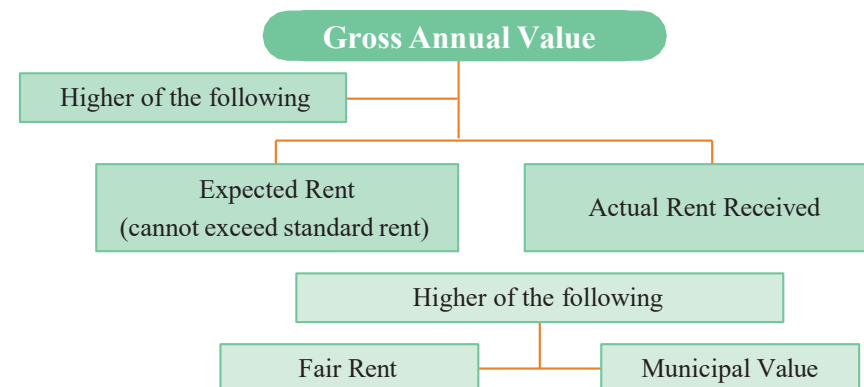 Gross Annual Value
Higher of the following
Expected Rent
(cannot exceed standard rent)
Actual Rent Received
Higher of the following
Fair Rent
Municipal Value